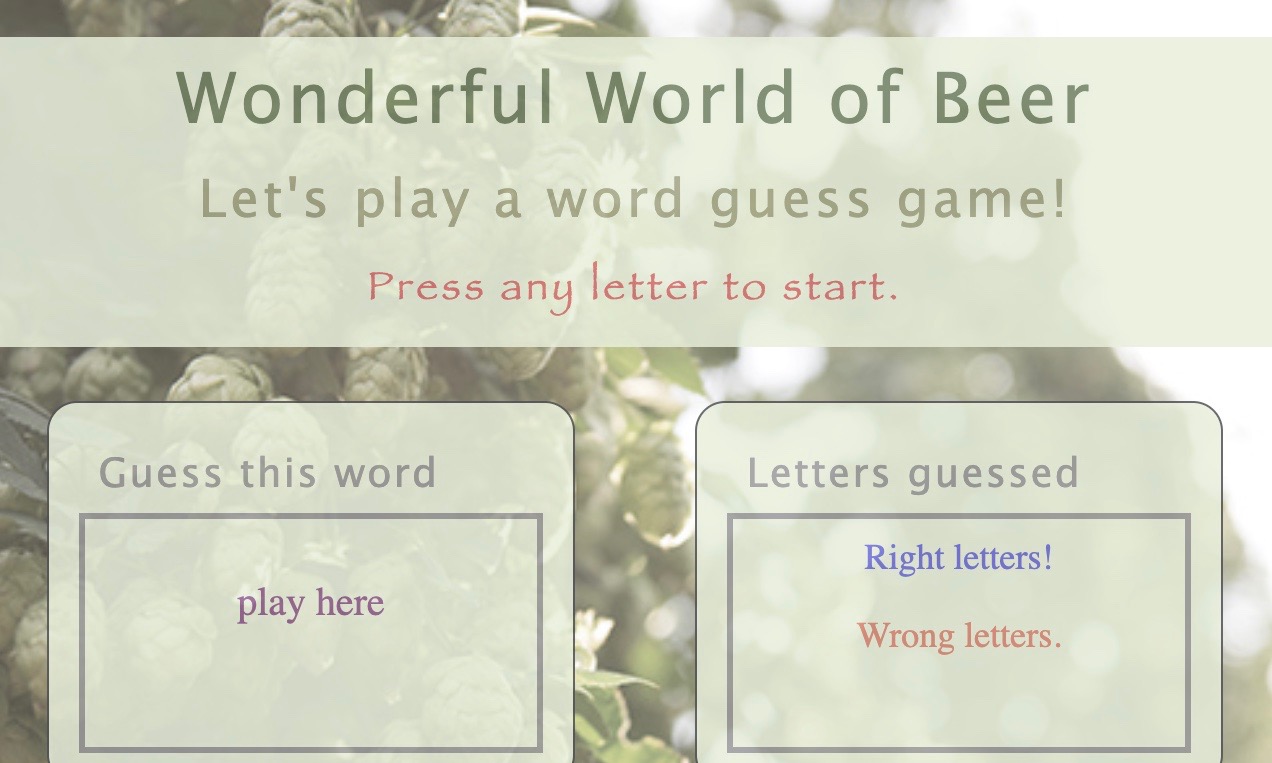 Wonderful World of Beer
Let's play a word guess game!
Press any letter to start.
Guess this word
play here
Letters guessed
Right letters!
Wrong letters.